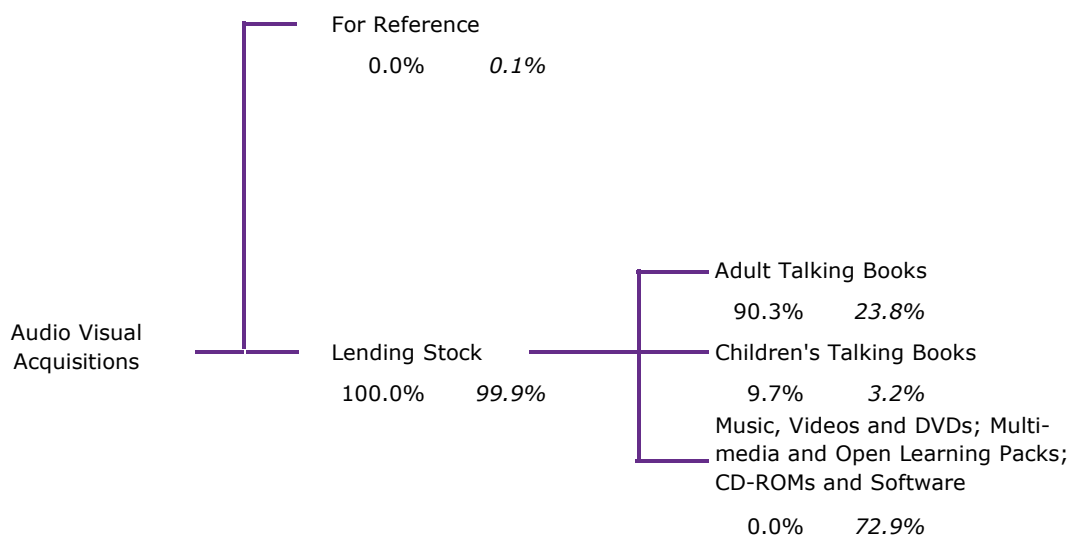 For Reference
0.0% 0.1%
Audio Visual
Acquisitions
Lending Stock
100.0% 99.9%
Adult Talking Books
90.3% 23.8%
Children's Talking Books
9.7% 3.2%
Music, Videos and DVDs; Multi-
media and Open Learning Packs;
CD-ROMs and Software
0.0% 72.9%